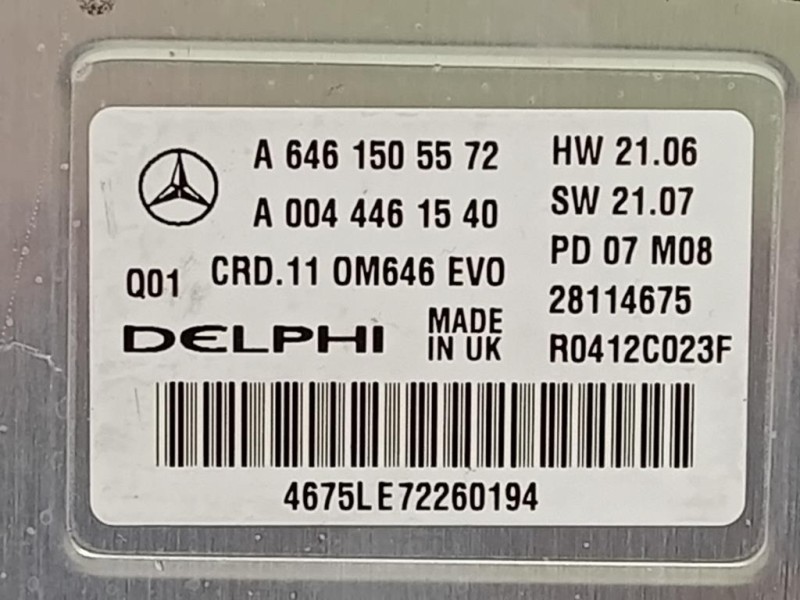 A 646 150 55 72 HW 21.06
A 004 446 15 40 SW 21.07
Q01 CRD.11 OM646 EVO PD 07 M08
28114675
DELPHI MADE IN UK R0412C023F
4675LE72260194